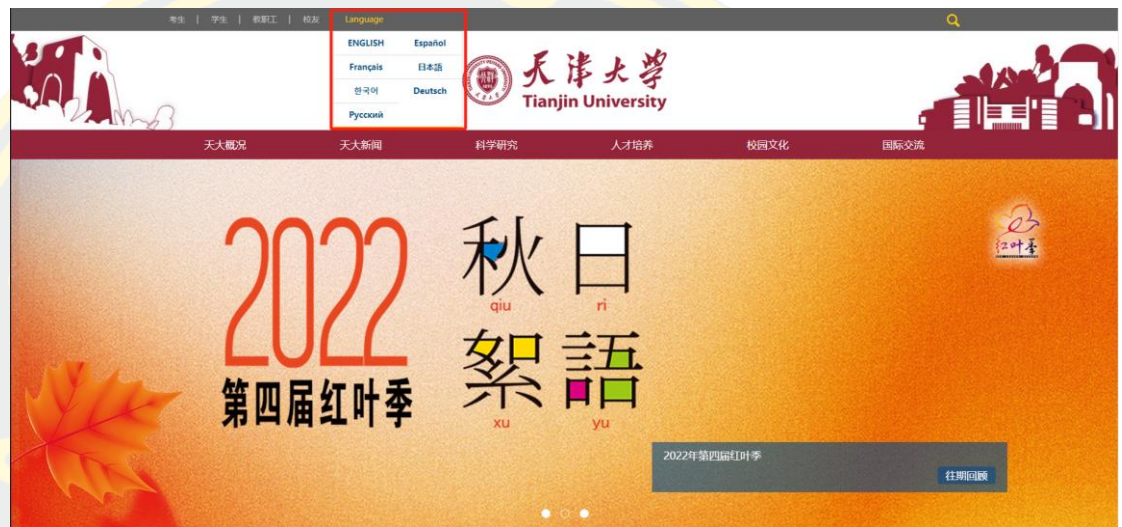 考生 | 学生 | 教职工 | 校友 Language
ENGLISH Español
Français 日本語
한국어 Deutsch
Русский
天津大学
Tianjin University
天大概况 天大新闻 科学研究 人才培养 校园文化 国际交流
2022
第四届红叶季
秋日
qiu ri
絮語
xu yu
红叶季
2022年第四届红叶季
往期回顾